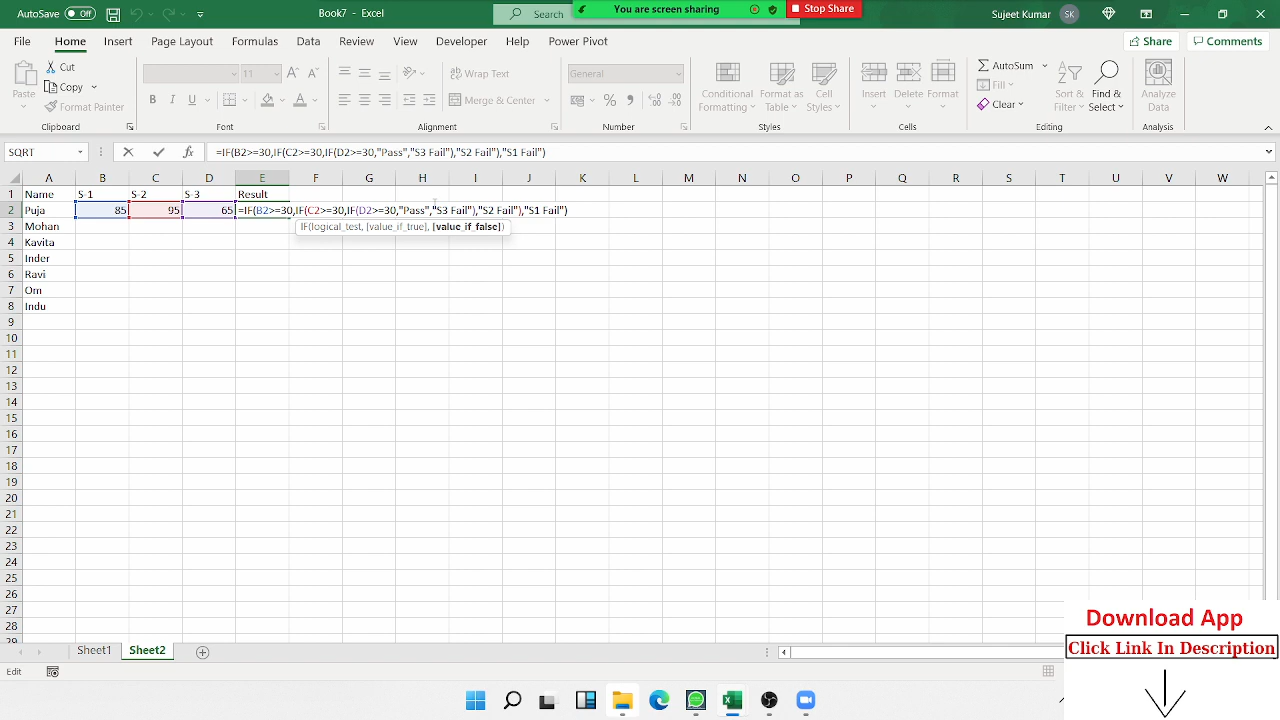 AutoSave Off Book7 - Excel Search You are screen sharing Stop Share Sujeet Kumar SK
File Home Insert Page Layout Formulas Data Review View Developer Help Power Pivot Share Comments
Paste Cut Copy Format Painter
11 B I U A
Wrap Text Merge & Center
General % ,
Conditional Formatting Format as Table Cell Styles
Insert Delete Format
AutoSum Fill Clear Sort & Filter Find & Select
Analyze Data
Clipboard Font Alignment Number Styles Cells Editing Analysis
SQRT fx =IF(B2>=30,IF(C2>=30,IF(D2>=30,"Pass","S3 Fail"),"S2 Fail"),"S1 Fail")
A B C D E F G H I J K L M N O P Q R S T U V W
1 Name S-1 S-2 S-3 Result
2 Puja 85 95 65 =IF(B2>=30,IF(C2>=30,IF(D2>=30,"Pass","S3 Fail"),"S2 Fail"),"S1 Fail")
3 Mohan IF(logical_test, [value_if_true], [value_if_false])
4 Kavita
5 Inder
6 Ravi
7 Om
8 Indu
9
10
11
12
13
14
15
16
17
18
19
20
21
22
23
24
25
26
27
28
29
Download App
Click Link In Description
Sheet1 Sheet2
Edit